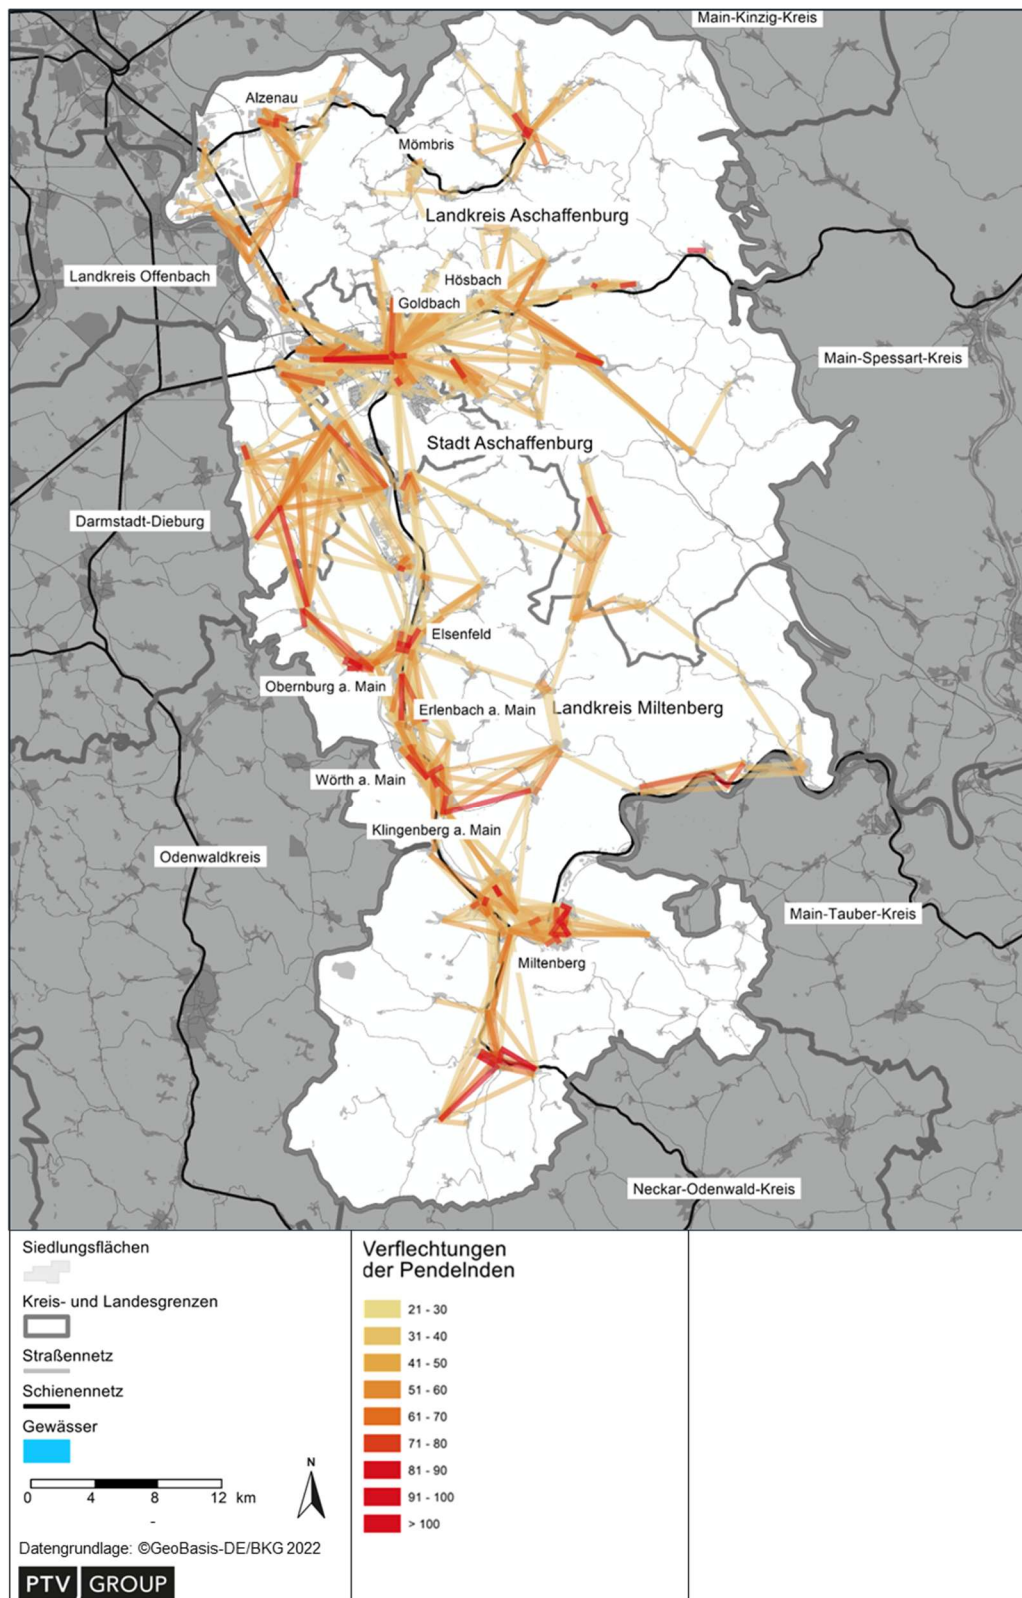 Main-Kinzig-Kreis
Alzenau
Mömbris
Landkreis Aschaffenburg
Landkreis Offenbach
Hösbach
Goldbach
Main-Spessart-Kreis
Stadt Aschaffenburg
Darmstadt-Dieburg
Elsenfeld
Obernburg a. Main
Erlenbach a. Main
Landkreis Miltenberg
Wörth a. Main
Klingenberg a. Main
Odenwaldkreis
Main-Tauber-Kreis
Miltenberg
Neckar-Odenwald-Kreis
Siedlungsflächen
Kreis- und Landesgrenzen
Straßennetz
Schienennetz
Gewässer
N
0 4 8 12 km
-
Datengrundlage: ©GeoBasis-DE/BKG 2022
PTV GROUP
Verflechtungen
der Pendelnden
21 - 30
31 - 40
41 - 50
51 - 60
61 - 70
71 - 80
81 - 90
91 - 100
> 100